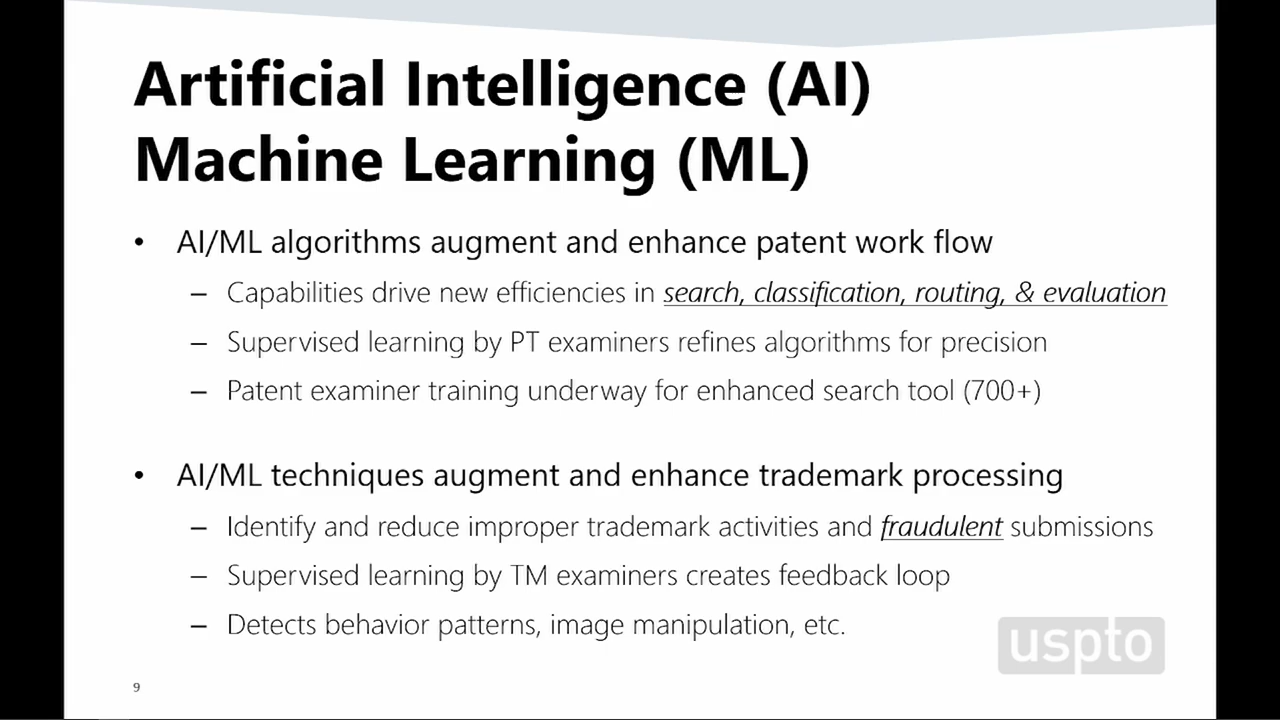 Artificial Intelligence (AI)
Machine Learning (ML)
• AI/ML algorithms augment and enhance patent work flow
– Capabilities drive new efficiencies in search, classification, routing, & evaluation
– Supervised learning by PT examiners refines algorithms for precision
– Patent examiner training underway for enhanced search tool (700+)
• AI/ML techniques augment and enhance trademark processing
– Identify and reduce improper trademark activities and fraudulent submissions
– Supervised learning by TM examiners creates feedback loop
– Detects behavior patterns, image manipulation, etc.
uspto
9